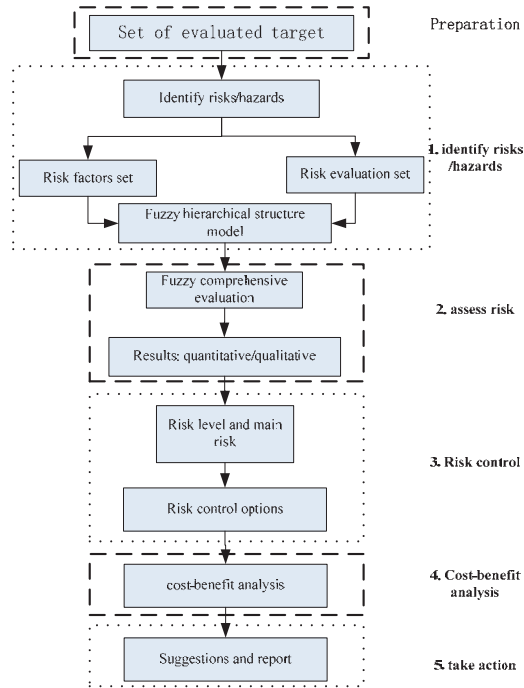 Set of evaluated target
Preparation
Identify risks/hazards
1. identify risks
/hazards
Risk factors set
Risk evaluation set
Fuzzy hierarchical structure
model
Fuzzy comprehensive
evaluation
2. assess risk
Results: quantitative/qualitative
Risk level and main
risk
3. Risk control
Risk control options
4. Cost-benefit
analysis
cost-benefit analysis
Suggestions and report
5. take action